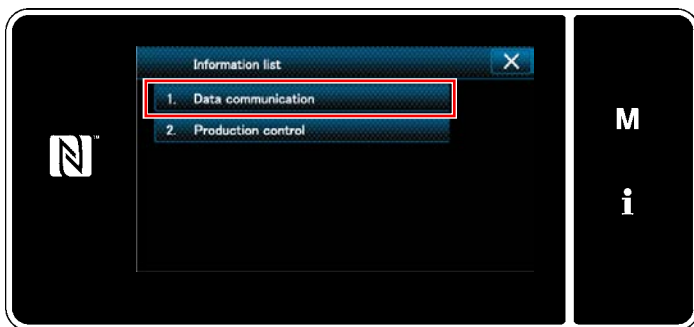 Information list
1. Data communication
2. Production control
M
i